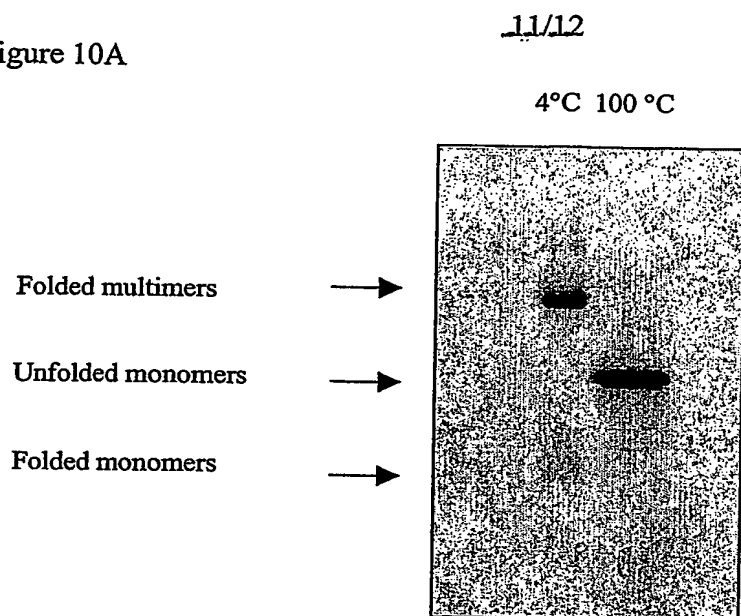 11/12
igure 10A
4°C 100 °C
Folded multimers
Unfolded monomers
Folded monomers